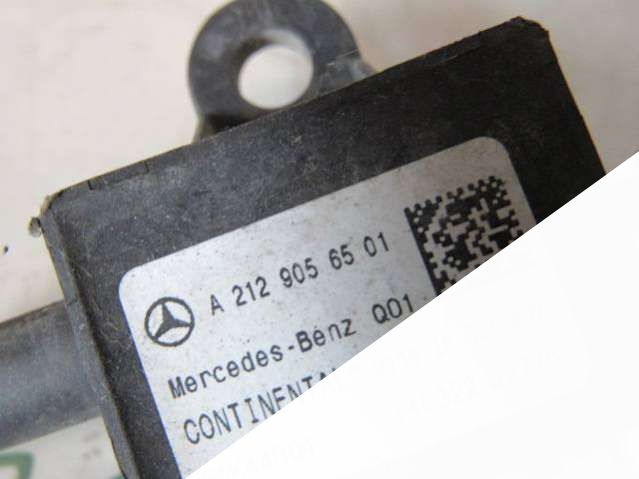 A 212 905 65 01
Mercedes-Benz Q01
CONTINENTAL